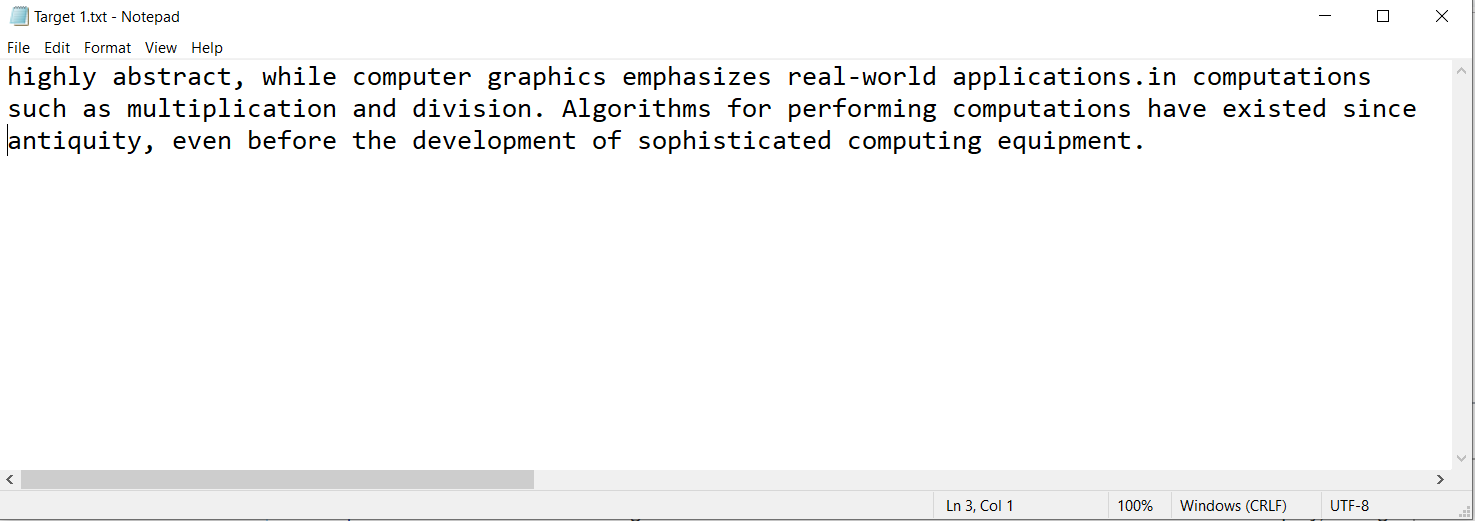 Target 1.txt - Notepad
File Edit Format View Help
highly abstract, while computer graphics emphasizes real-world applications.in computations
such as multiplication and division. Algorithms for performing computations have existed since
antiquity, even before the development of sophisticated computing equipment.
Ln 3, Col 1 100% Windows (CRLF) UTF-8